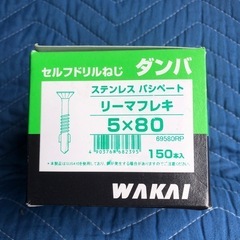 セルフドリルねじ ダンバ
ステンレス パシペート
リーマフレキ
5×80
69580RP
150本入
WAKAI